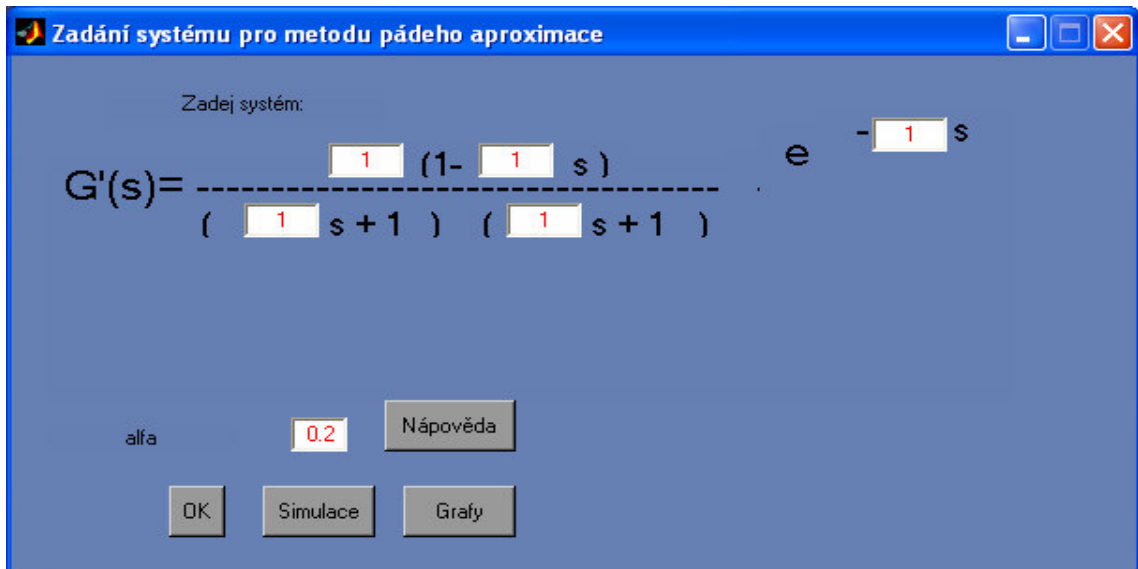 Zadání systému pro metodu pádeho aproximace
Zadej systém:
G'(s)= 1 (1- 1 s ) . e - 1 s
-----------------------------------
( 1 s + 1 ) ( 1 s + 1 )
alfa 0.2 Nápověda
OK Simulace Grafy